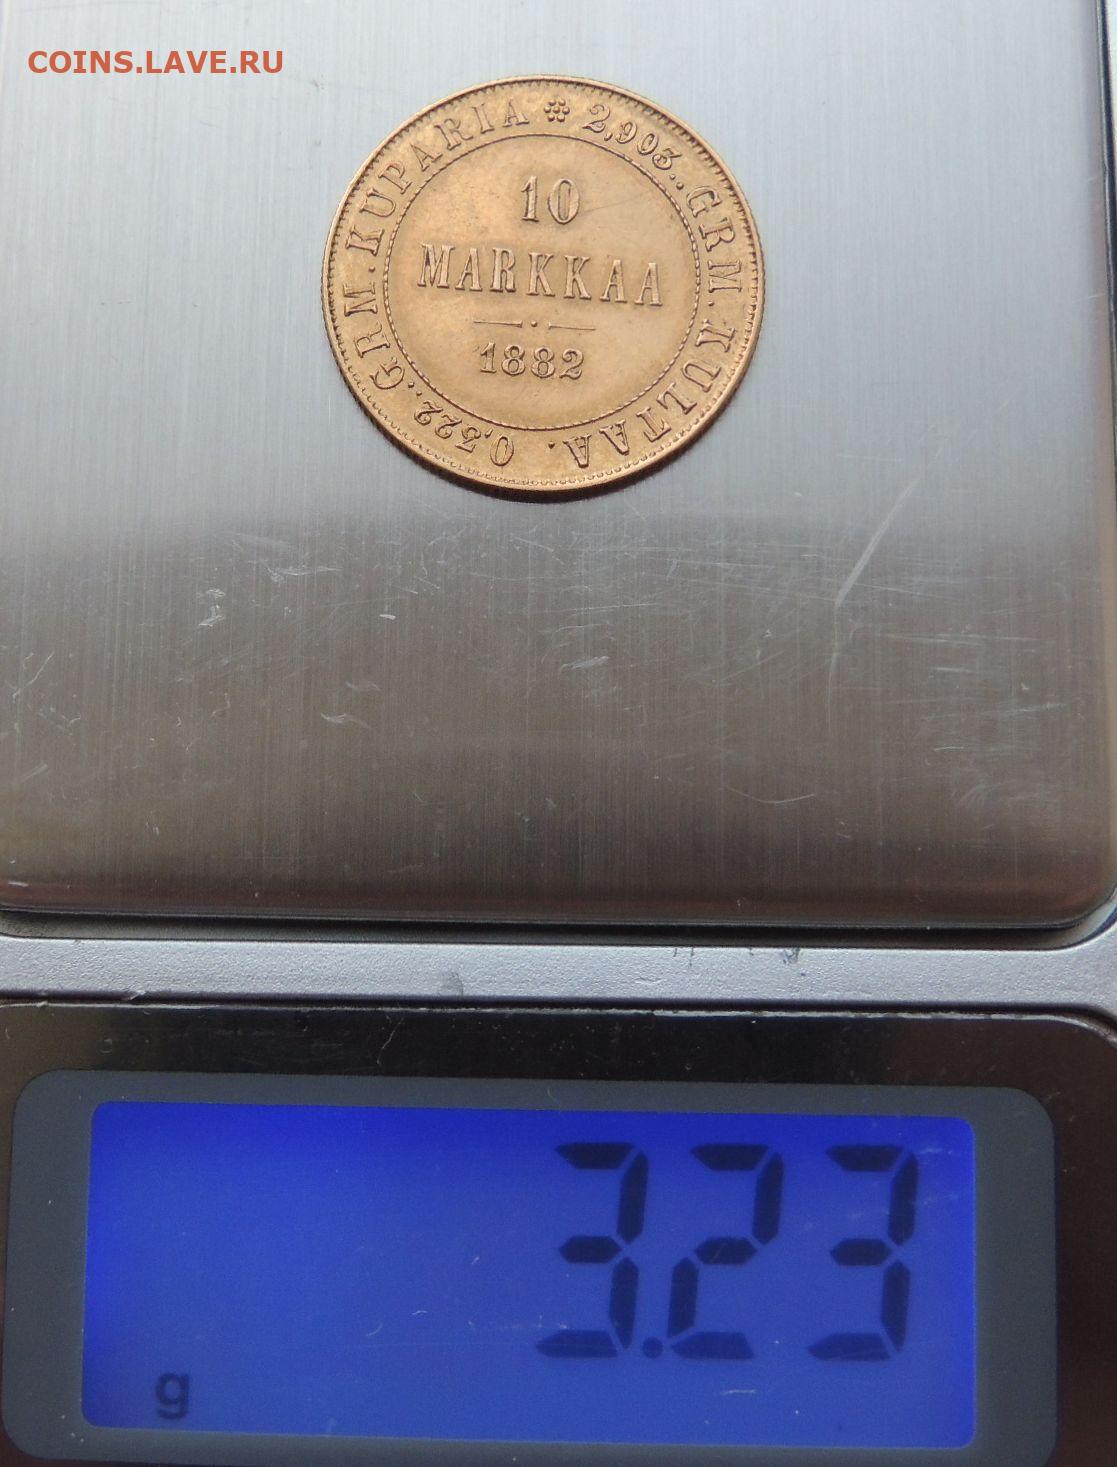 COINS.LAVE.RU
2,903..GRM. KULTAA.
0,322..GRM. KUPARIA
10
MARKKAA
1882
3.23
g